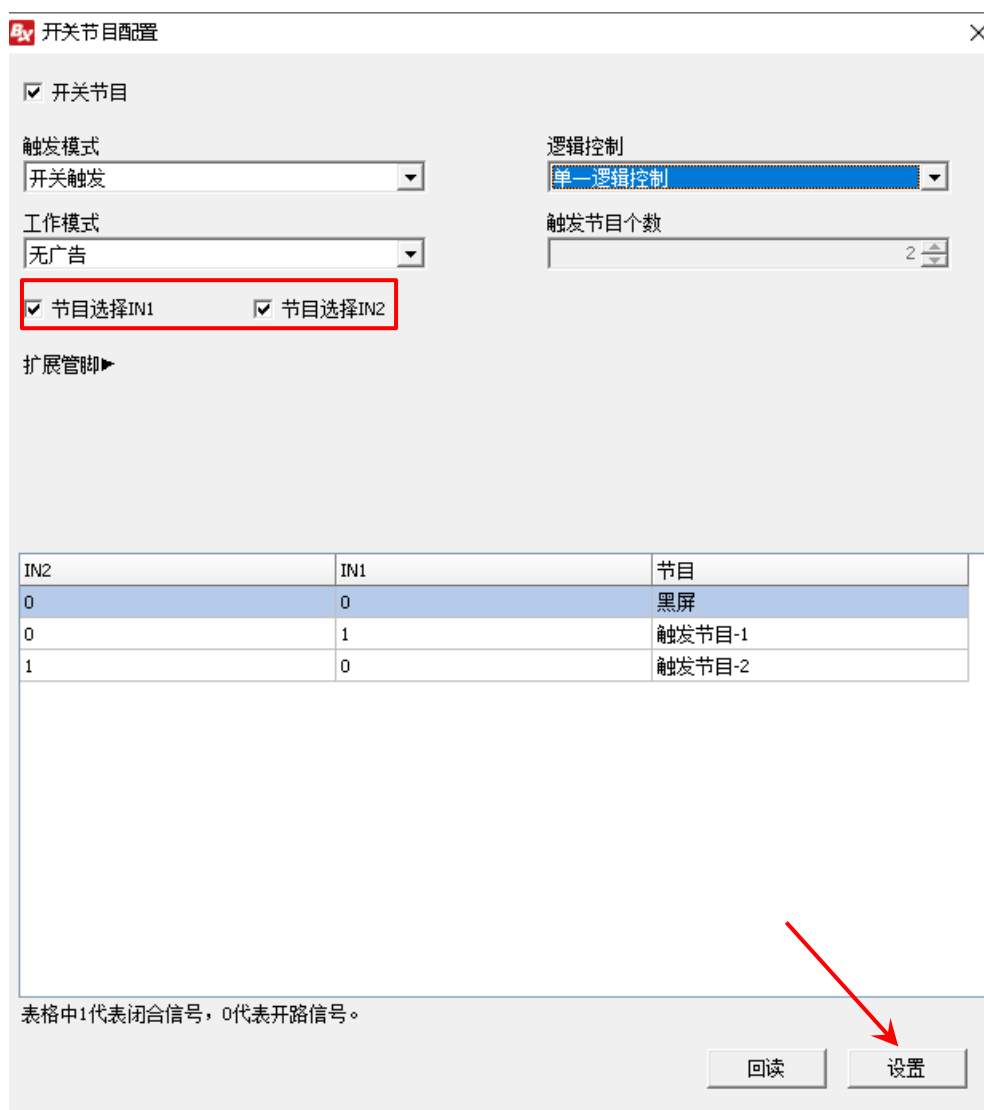 BX 开关节目配置
开关节目
触发模式
逻辑控制
开关触发
单一逻辑控制
工作模式
触发节目个数
无广告
2
节目选择IN1 节目选择IN2
扩展管脚
IN2 IN1 节目
0 0 黑屏
0 1 触发节目-1
1 0 触发节目-2
表格中1代表闭合信号，0代表开路信号。
回读 设置